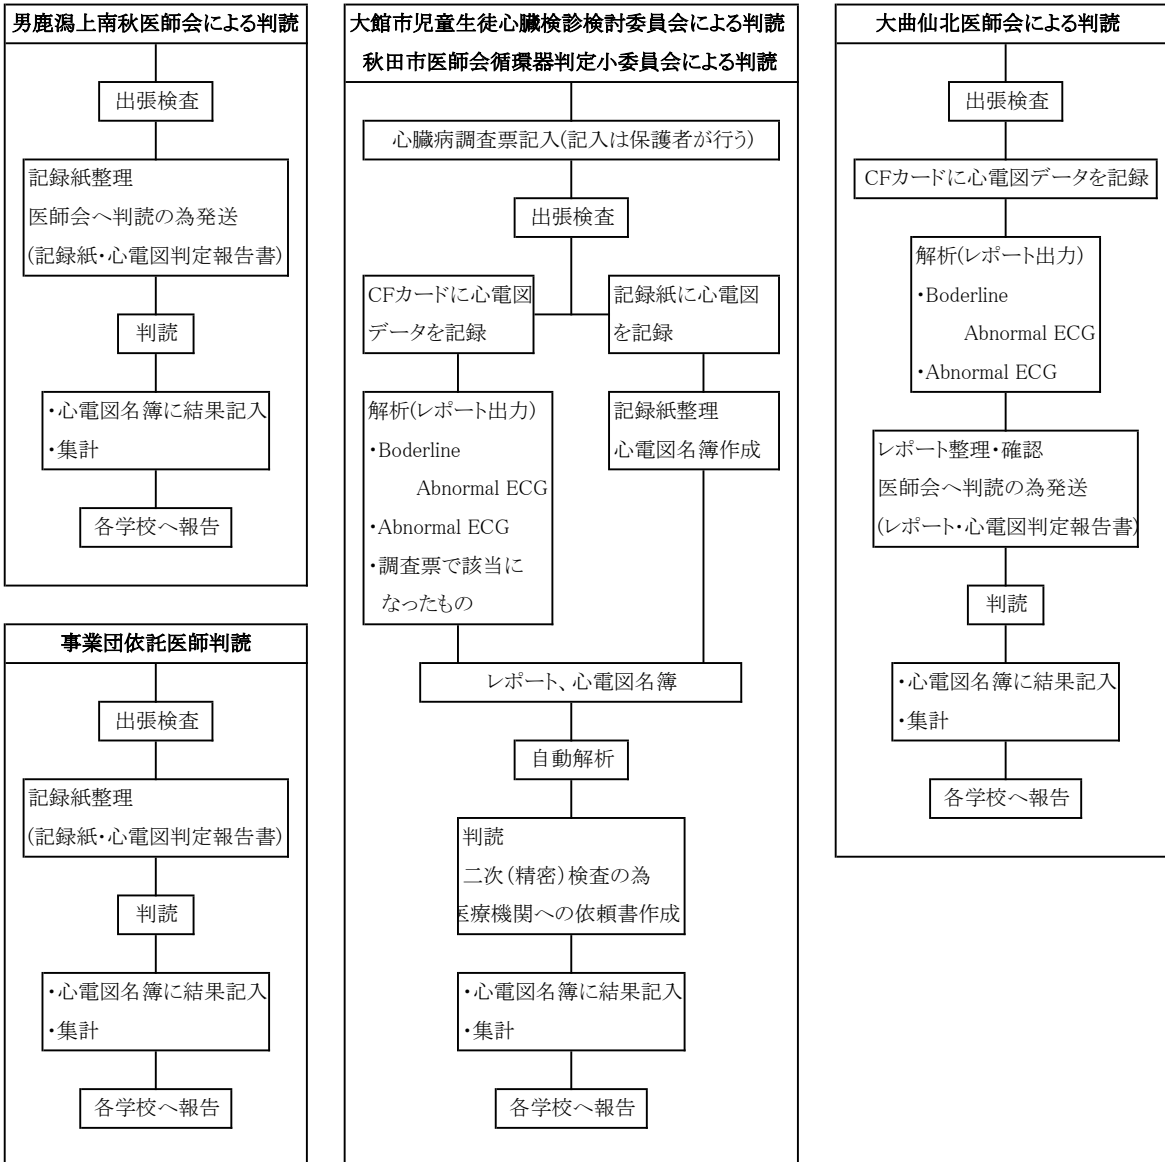 男鹿潟上南秋医師会による判読
出張検査
記録紙整理
医師会へ判読の為発送
(記録紙・心電図判定報告書)
判読
・心電図名簿に結果記入
・集計
各学校へ報告
事業団依託医師判読
出張検査
記録紙整理
(記録紙・心電図判定報告書)
判読
・心電図名簿に結果記入
・集計
各学校へ報告
大館市児童生徒心臓検診検討委員会による判読
秋田市医師会循環器判定小委員会による判読
心臓病調査票記入(記入は保護者が行う)
出張検査
CFカードに心電図
データを記録
記録紙に心電図
を記録
解析(レポート出力)
・Boderline
Abnormal ECG
・Abnormal ECG
・調査票で該当に
なったもの
記録紙整理
心電図名簿作成
レポート、心電図名簿
自動解析
判読
二次(精密)検査の為
医療機関への依頼書作成
・心電図名簿に結果記入
・集計
各学校へ報告
大曲仙北医師会による判読
出張検査
CFカードに心電図データを記録
解析(レポート出力)
・Boderline
Abnormal ECG
・Abnormal ECG
レポート整理・確認
医師会へ判読の為発送
(レポート・心電図判定報告書)
判読
・心電図名簿に結果記入
・集計
各学校へ報告